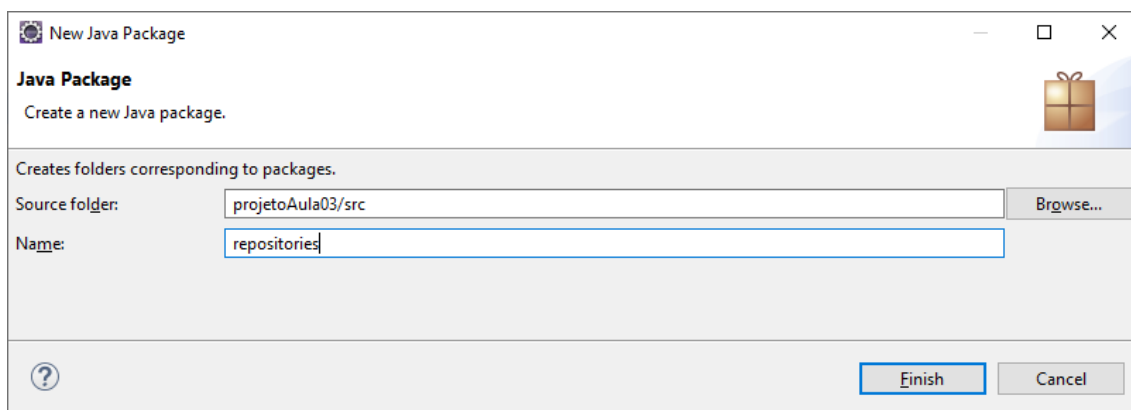 New Java Package
Java Package
Create a new Java package.
Creates folders corresponding to packages.
Source folder: projetoAula03/src Browse...
Name: repositories
? Finish Cancel